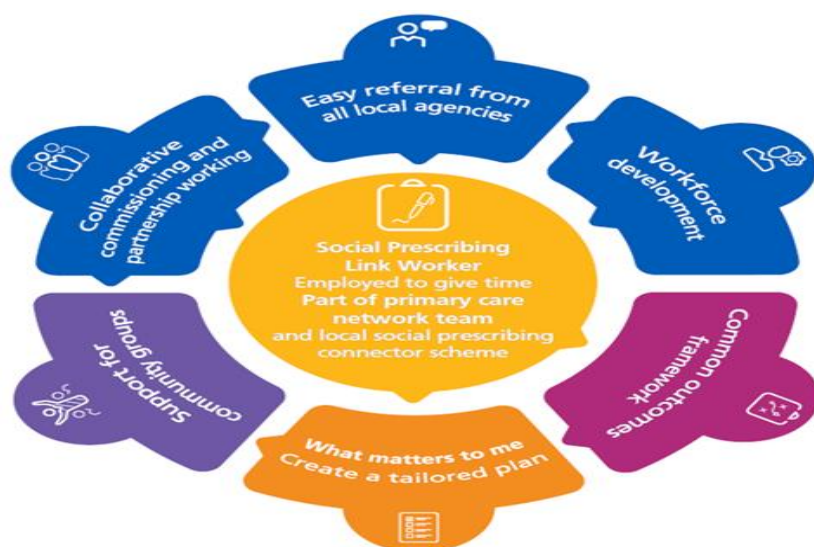 Easy referral from
all local agencies
Workforce
development
Common outcomes
framework
What matters to me
Create a tailored plan
Support for
community groups
Collaborative
commissioning and
partnership working
Social Prescribing
Link Worker
Employed to give time
Part of primary care
network team
and local social prescribing
connector scheme